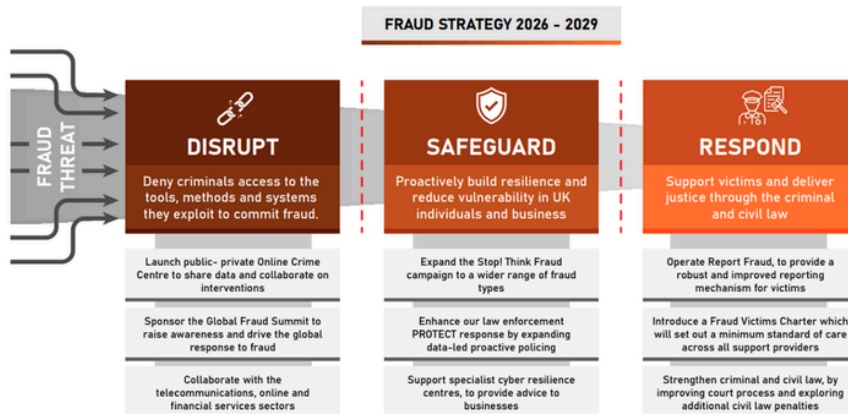 FRAUD STRATEGY 2026 - 2029
FRAUD
THREAT
DISRUPT
Deny criminals access to the
tools, methods and systems
they exploit to commit fraud.
Launch public- private Online Crime
Centre to share data and collaborate on
interventions
Sponsor the Global Fraud Summit to
raise awareness and drive the global
response to fraud
Collaborate with the
telecommunications, online and
financial services sectors
SAFEGUARD
Proactively build resilience and
reduce vulnerability in UK
individuals and business
Expand the Stop! Think Fraud
campaign to a wider range of fraud
types
Enhance our law enforcement
PROTECT response by expanding
data-led proactive policing
Support specialist cyber resilience
centres, to provide advice to
businesses
RESPOND
Support victims and deliver
justice through the criminal
and civil law
Operate Report Fraud, to provide a
robust and improved reporting
mechanism for victims
Introduce a Fraud Victims Charter which
will set out a minimum standard of care
across all support providers
Strengthen criminal and civil law, by
improving court process and exploring
additional civil law penalties